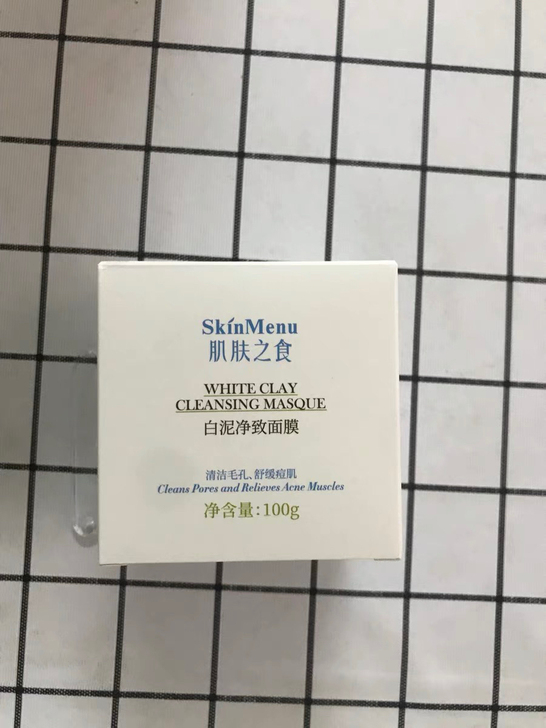 SkinMenu
肌肤之食
WHITE CLAY
CLEANSING MASQUE
白泥净致面膜
清洁毛孔、舒缓痘肌
Cleans Pores and Relieves Acne Muscles
净含量:100g